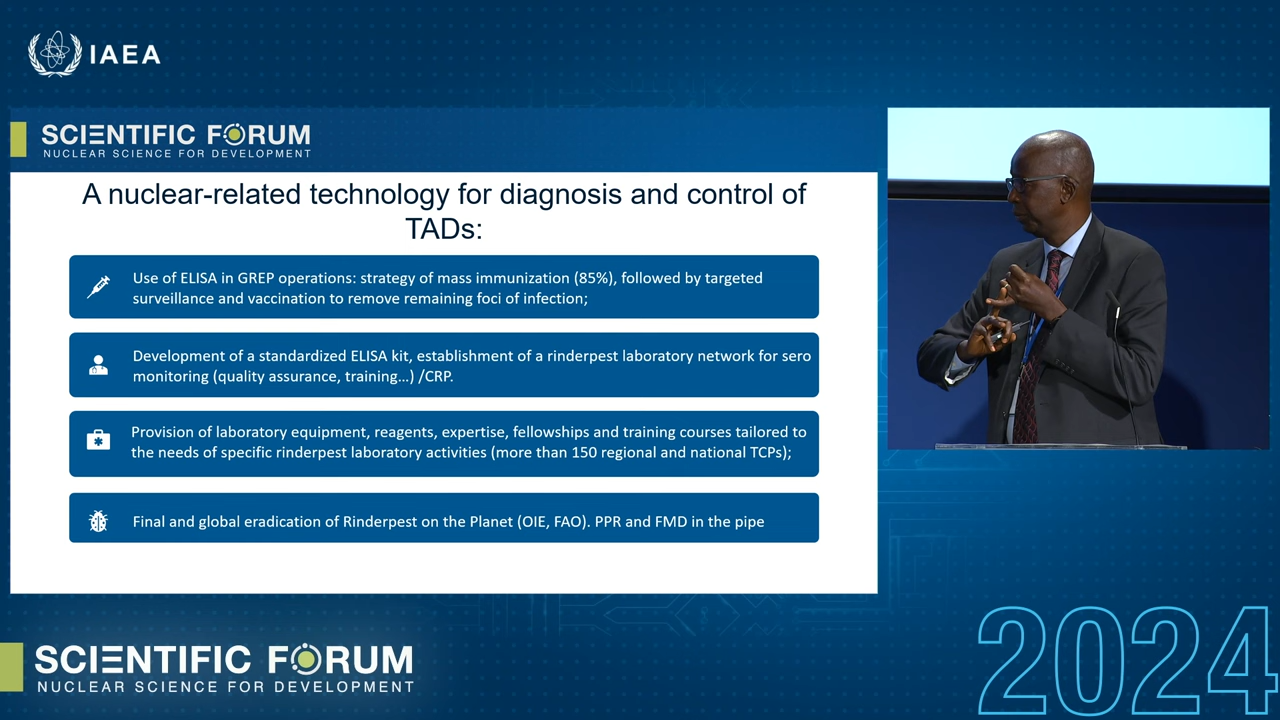 IAEA
SCIENTIFIC FORUM
NUCLEAR SCIENCE FOR DEVELOPMENT
A nuclear-related technology for diagnosis and control of
TADs:
Use of ELISA in GREP operations: strategy of mass immunization (85%), followed by targeted
surveillance and vaccination to remove remaining foci of infection;
Development of a standardized ELISA kit, establishment of a rinderpest laboratory network for sero
monitoring (quality assurance, training...) /CRP.
Provision of laboratory equipment, reagents, expertise, fellowships and training courses tailored to
the needs of specific rinderpest laboratory activities (more than 150 regional and national TCPs);
Final and global eradication of Rinderpest on the Planet (OIE, FAO). PPR and FMD in the pipe
SCIENTIFIC FORUM
NUCLEAR SCIENCE FOR DEVELOPMENT
2024